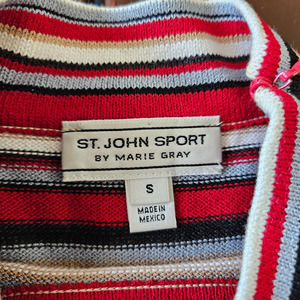 ST. JOHN SPORT
BY MARIE GRAY
S
MADE IN
MEXICO